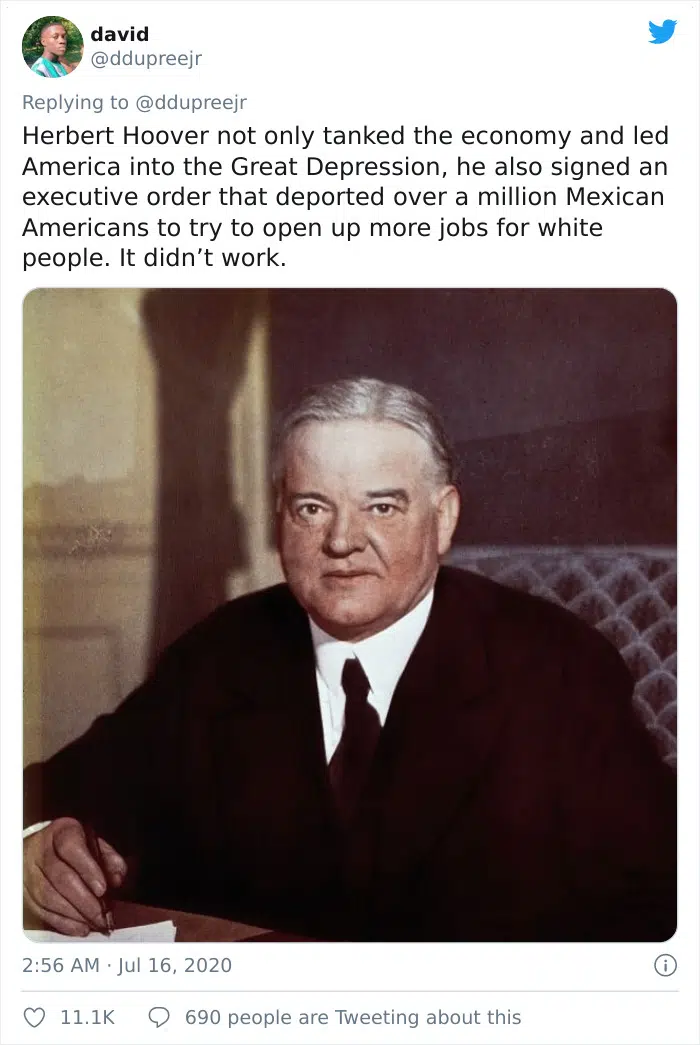 david
@ddupreejr
Replying to @ddupreejr
Herbert Hoover not only tanked the economy and led
America into the Great Depression, he also signed an
executive order that deported over a million Mexican
Americans to try to open up more jobs for white
people. It didn’t work.
2:56 AM · Jul 16, 2020
11.1K
690 people are Tweeting about this